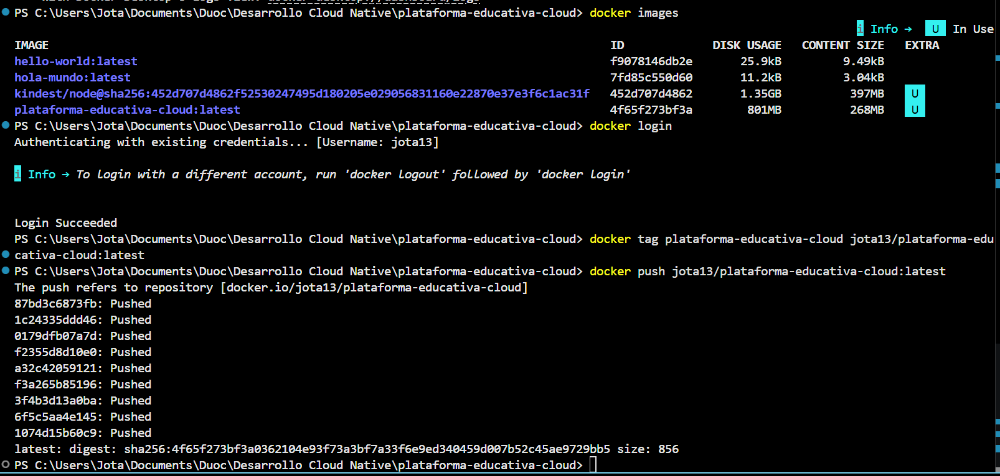 PS C:\Users\Jota\Documents\Duoc\Desarrollo Cloud Native\plataforma-educativa-cloud> docker images
i Info → U In Use
IMAGE ID DISK USAGE CONTENT SIZE EXTRA
hello-world:latest f9078146db2e 25.9kB 9.49kB
hola-mundo:latest 7fd85c550d60 11.2kB 3.04kB
kindest/node@sha256:452d707d4862f52530247495d180205e029056831160e22870e37e3f6c1ac31f 452d707d4862 1.35GB 397MB U
plataforma-educativa-cloud:latest 4f65f273bf3a 801MB 268MB U
PS C:\Users\Jota\Documents\Duoc\Desarrollo Cloud Native\plataforma-educativa-cloud> docker login
Authenticating with existing credentials... [Username: jota13]
i Info → To login with a different account, run 'docker logout' followed by 'docker login'
Login Succeeded
PS C:\Users\Jota\Documents\Duoc\Desarrollo Cloud Native\plataforma-educativa-cloud> docker tag plataforma-educativa-cloud jota13/plataforma-edu
cativa-cloud:latest
PS C:\Users\Jota\Documents\Duoc\Desarrollo Cloud Native\plataforma-educativa-cloud> docker push jota13/plataforma-educativa-cloud:latest
The push refers to repository [docker.io/jota13/plataforma-educativa-cloud]
87bd3c6873fb: Pushed
1c24335ddd46: Pushed
0179dfb07a7d: Pushed
f2355d8d10e0: Pushed
a32c42059121: Pushed
f3a265b85196: Pushed
3f4b3d13a0ba: Pushed
6f5c5aa4e145: Pushed
1074d15b60c9: Pushed
latest: digest: sha256:4f65f273bf3a0362104e93f73a3bf7a33f6e9ed340459d007b52c45ae9729bb5 size: 856
PS C:\Users\Jota\Documents\Duoc\Desarrollo Cloud Native\plataforma-educativa-cloud>